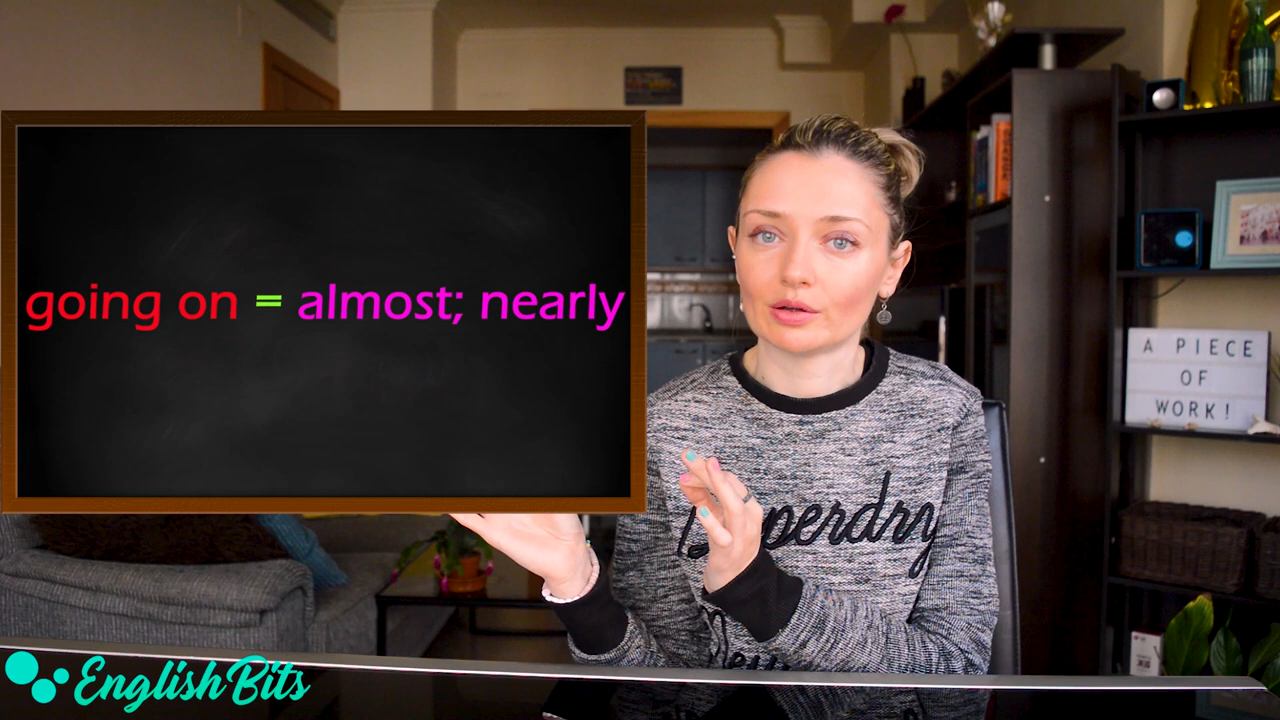 going on = almost; nearly
A PIECE
OF
WORK!
Superdry
EnglishBits